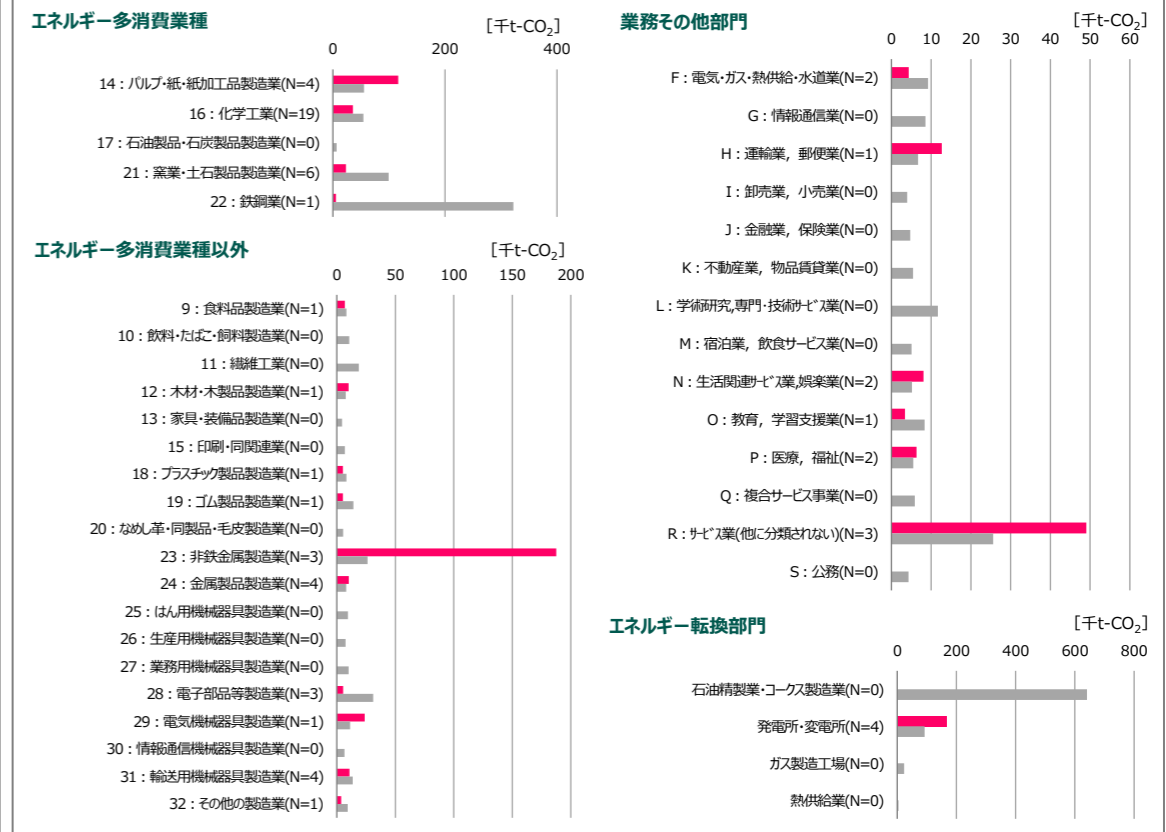 エネルギー多消費業種
[千t-CO₂]
0 200 400
14：パルプ・紙・紙加工品製造業(N=4)
16：化学工業(N=19)
17：石油製品・石炭製品製造業(N=0)
21：窯業・土石製品製造業(N=6)
22：鉄鋼業(N=1)
エネルギー多消費業種以外
[千t-CO₂]
0 50 100 150 200
9：食料品製造業(N=1)
10：飲料・たばこ・飼料製造業(N=0)
11：繊維工業(N=0)
12：木材・木製品製造業(N=1)
13：家具・装備品製造業(N=0)
15：印刷・同関連業(N=0)
18：プラスチック製品製造業(N=1)
19：ゴム製品製造業(N=1)
20：なめし革・同製品・毛皮製造業(N=0)
23：非鉄金属製造業(N=3)
24：金属製品製造業(N=4)
25：はん用機械器具製造業(N=0)
26：生産用機械器具製造業(N=0)
27：業務用機械器具製造業(N=0)
28：電子部品等製造業(N=3)
29：電気機械器具製造業(N=1)
30：情報通信機械器具製造業(N=0)
31：輸送用機械器具製造業(N=4)
32：その他の製造業(N=1)
業務その他部門
[千t-CO₂]
0 10 20 30 40 50 60
F：電気・ガス・熱供給・水道業(N=2)
G：情報通信業(N=0)
H：運輸業，郵便業(N=1)
I：卸売業，小売業(N=0)
J：金融業，保険業(N=0)
K：不動産業，物品賃貸業(N=0)
L：学術研究,専門・技術サービス業(N=0)
M：宿泊業，飲食サービス業(N=0)
N：生活関連サービス業,娯楽業(N=2)
O：教育，学習支援業(N=1)
P：医療，福祉(N=2)
Q：複合サービス事業(N=0)
R：サービス業(他に分類されない)(N=3)
S：公務(N=0)
エネルギー転換部門
[千t-CO₂]
0 200 400 600 800
石油精製業・コークス製造業(N=0)
発電所・変電所(N=4)
ガス製造工場(N=0)
熱供給業(N=0)